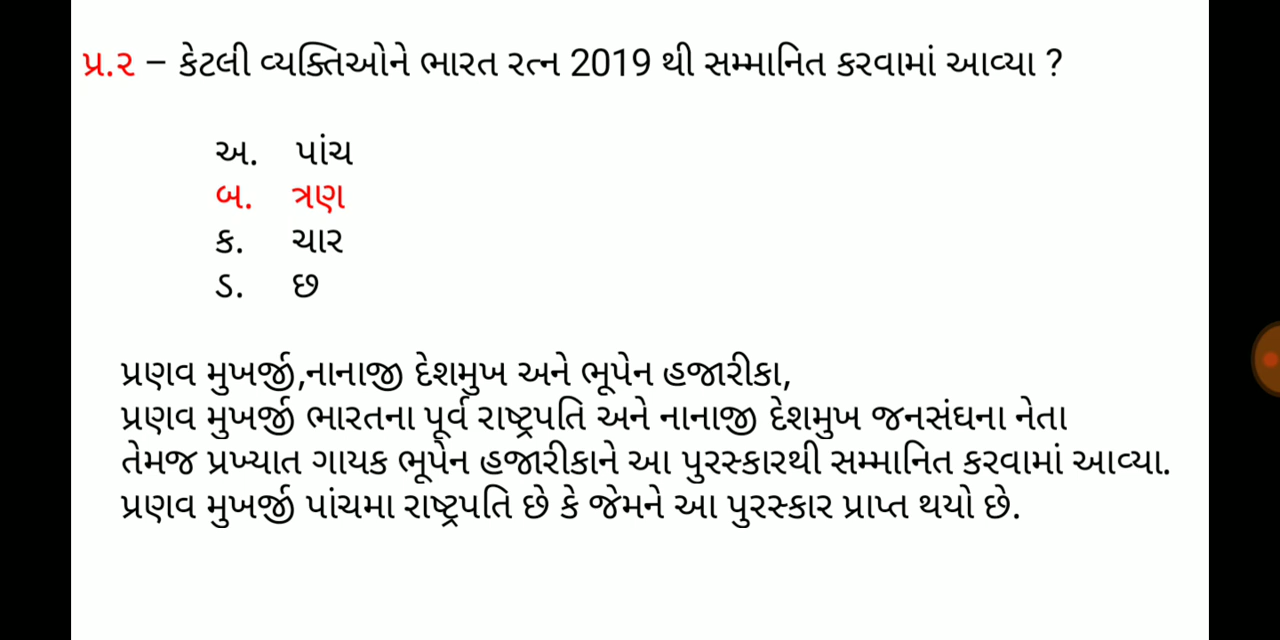 પ્ર.૨ – કેટલી વ્યક્તિઓને ભારત રત્ન 2019 થી સમ્માનિત કરવામાં આવ્યા ?
અ. પાંચ
બ. ત્રણ
ક. ચાર
ડ. છ
પ્રણવ મુખર્જી,નાનાજી દેશમુખ અને ભૂપેન હજારીકા,
પ્રણવ મુખર્જી ભારતના પૂર્વ રાષ્ટ્રપતિ અને નાનાજી દેશમુખ જનસંઘના નેતા
તેમજ પ્રખ્યાત ગાયક ભૂપેન હજારીકાને આ પુરસ્કારથી સમ્માનિત કરવામાં આવ્યા.
પ્રણવ મુખર્જી પાંચમા રાષ્ટ્રપતિ છે કે જેમને આ પુરસ્કાર પ્રાપ્ત થયો છે.